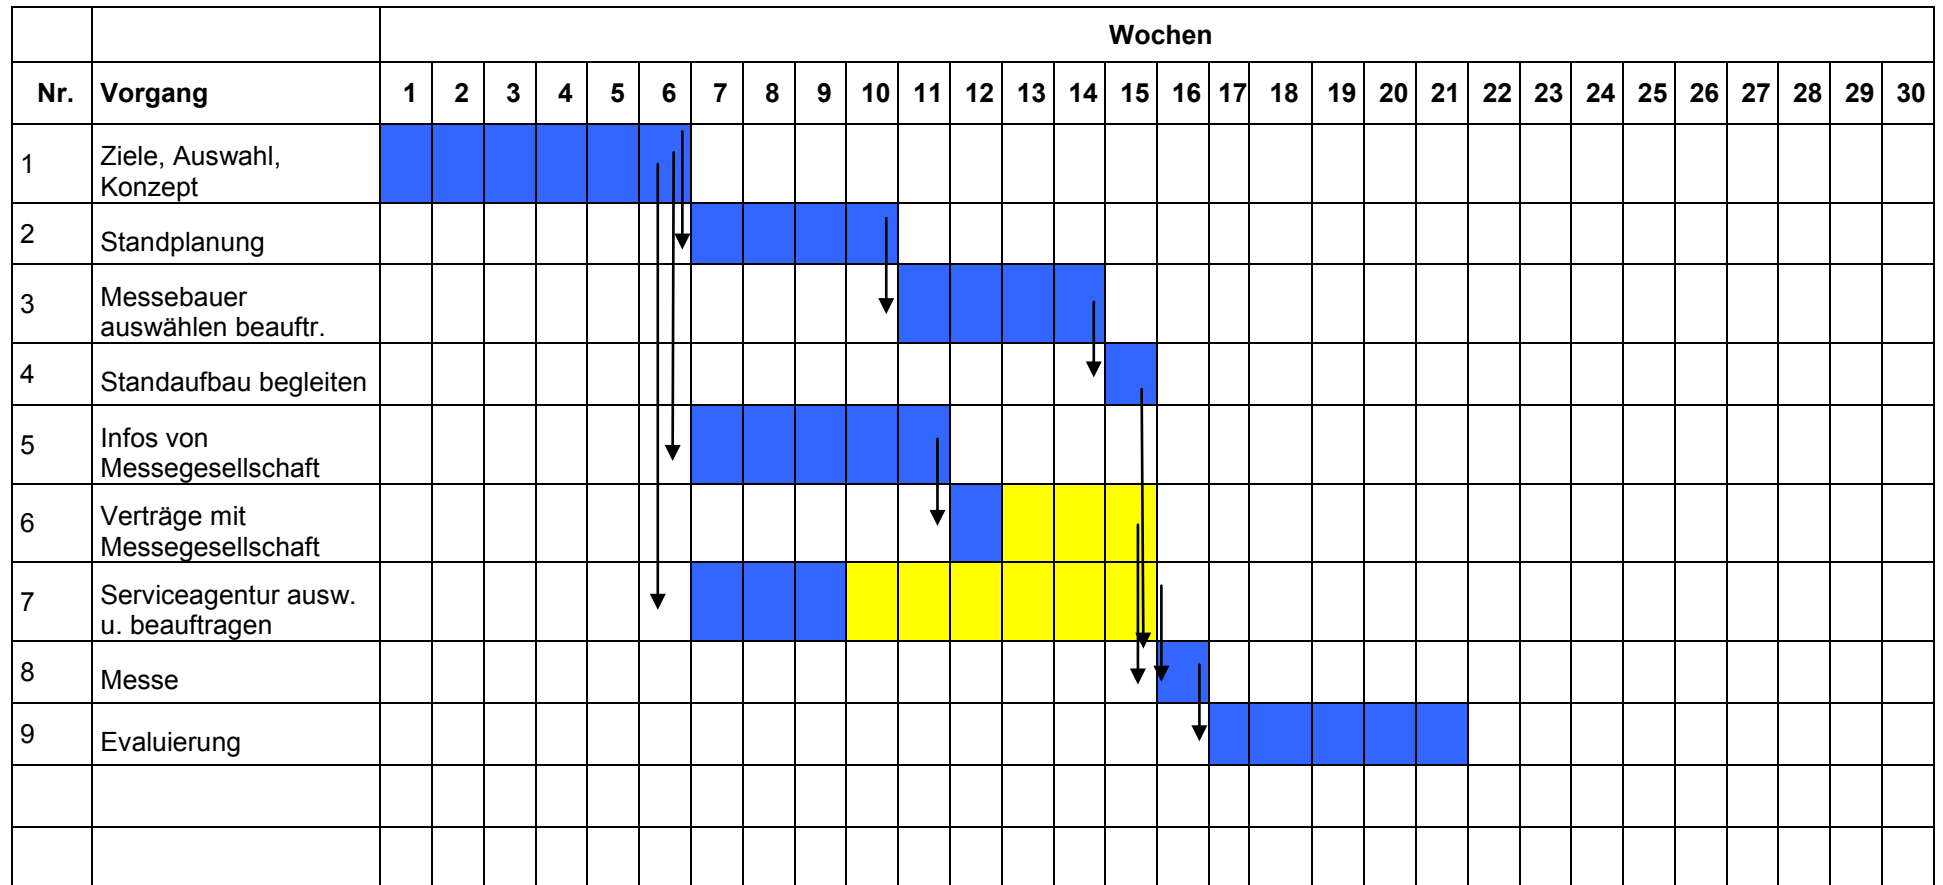 Wochen
Nr. Vorgang 1 2 3 4 5 6 7 8 9 10 11 12 13 14 15 16 17 18 19 20 21 22 23 24 25 26 27 28 29 30
1 Ziele, Auswahl,
Konzept
2 Standplanung
3 Messebauer
auswählen beauftr.
4 Standaufbau begleiten
5 Infos von
Messegesellschaft
6 Verträge mit
Messegesellschaft
7 Serviceagentur ausw.
u. beauftragen
8 Messe
9 Evaluierung